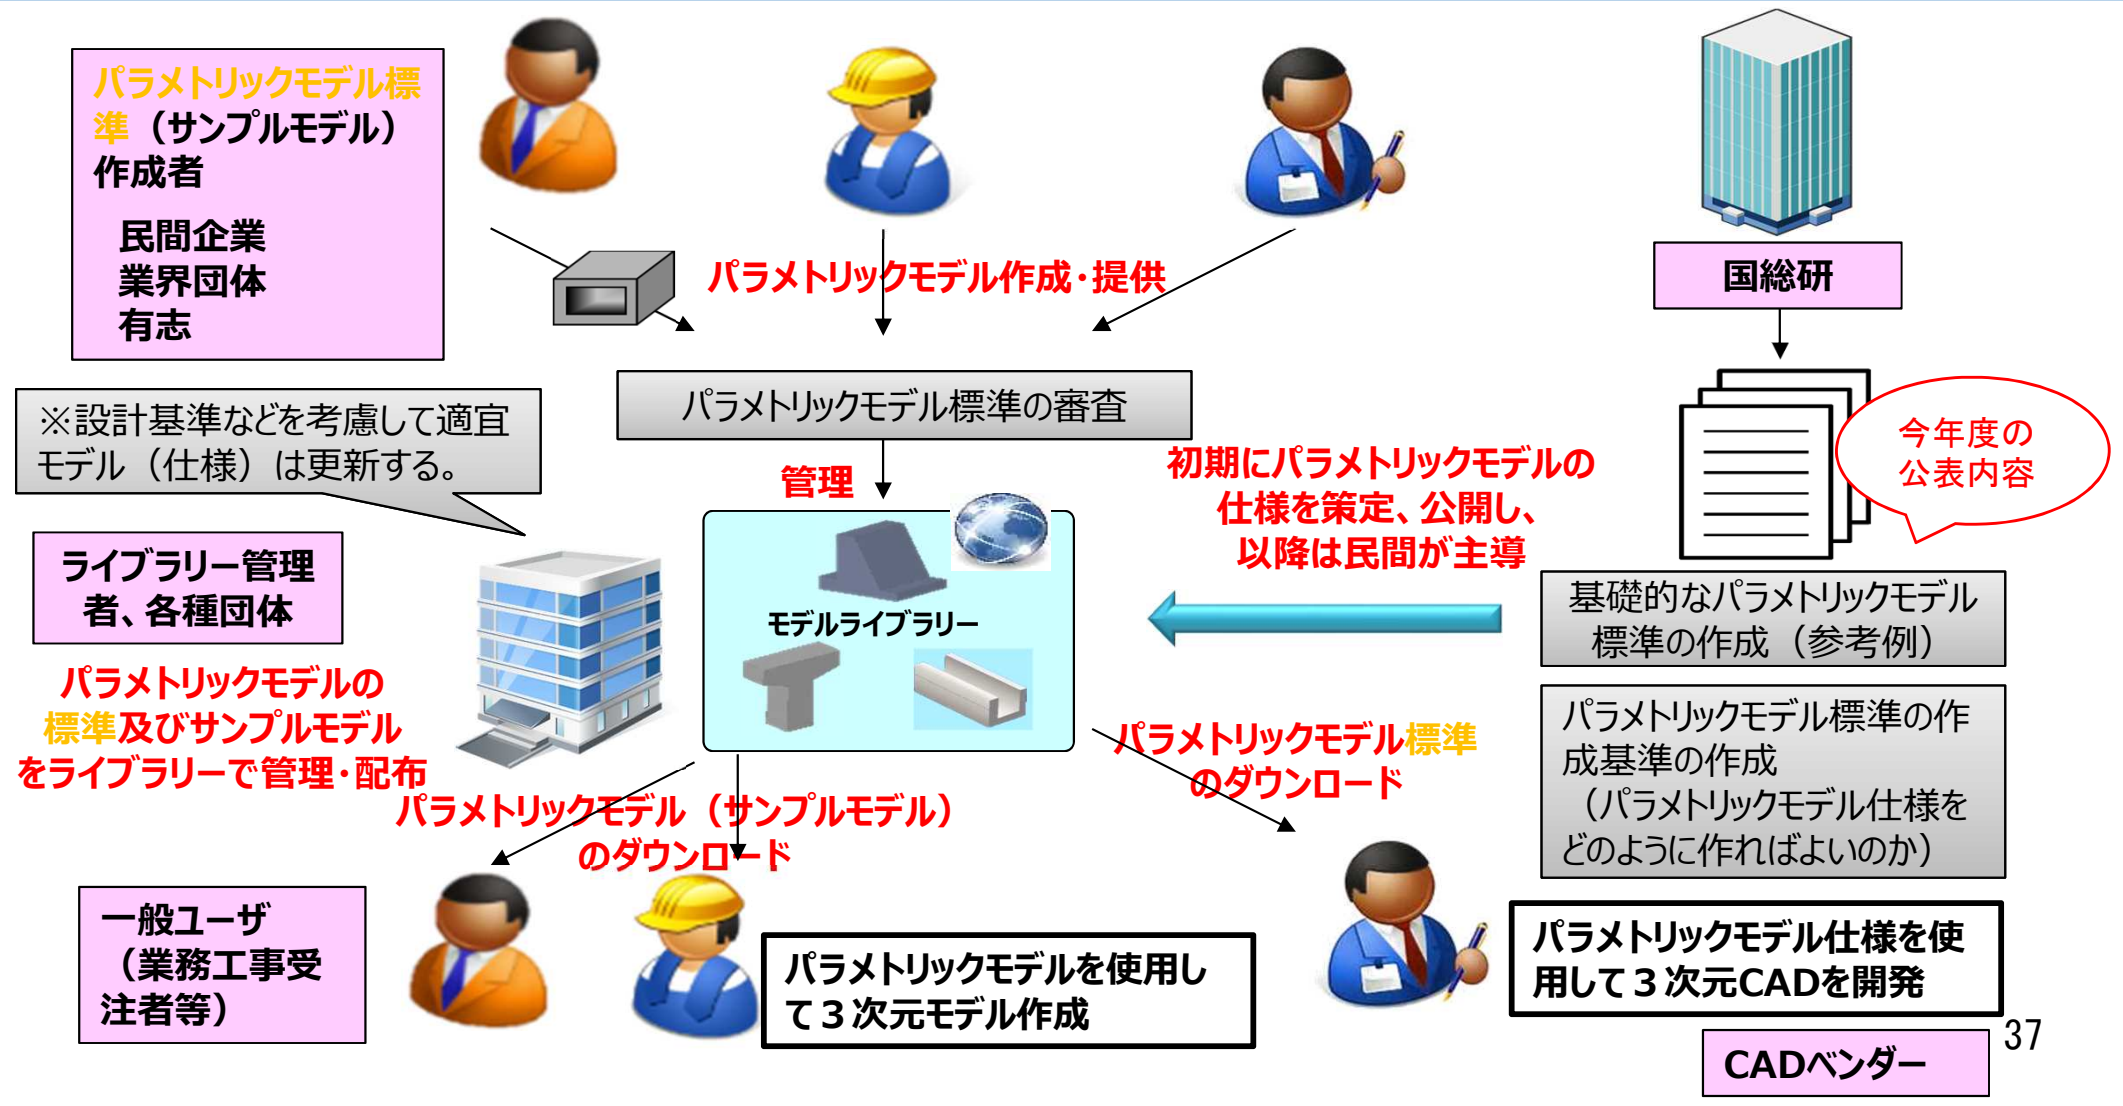 パラメトリックモデル標
準（サンプルモデル）
作成者
民間企業
業界団体
有志
パラメトリックモデル作成・提供
国総研
パラメトリックモデル標準の審査
※設計基準などを考慮して適宜
モデル（仕様）は更新する。
管理
初期にパラメトリックモデルの
仕様を策定、公開し、
以降は民間が主導
今年度の
公表内容
ライブラリー管理
者、各種団体
モデルライブラリー
基礎的なパラメトリックモデル
標準の作成（参考例）
パラメトリックモデルの
標準及びサンプルモデル
をライブラリーで管理・配布
パラメトリックモデル標準
のダウンロード
パラメトリックモデル標準の作
成基準の作成
（パラメトリックモデル仕様を
どのように作ればよいのか）
パラメトリックモデル（サンプルモデル）
のダウンロード
一般ユーザ
（業務工事受
注者等）
パラメトリックモデルを使用し
て３次元モデル作成
パラメトリックモデル仕様を使
用して３次元CADを開発
CADベンダー
37